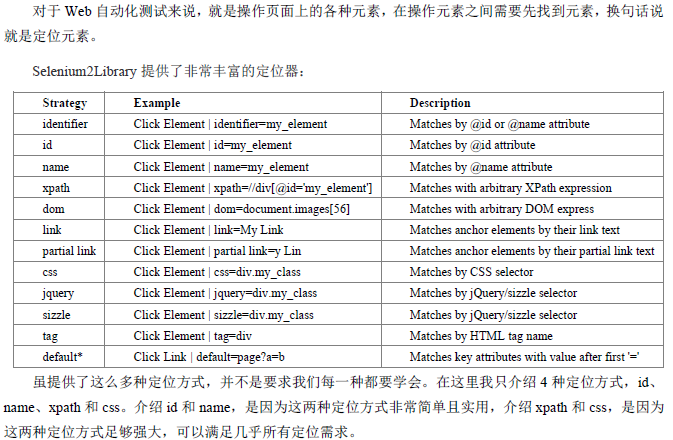 对于 Web 自动化测试来说，就是操作页面上的各种元素，在操作元素之间需要先找到元素，换句话说
就是定位元素。
Selenium2Library 提供了非常丰富的定位器：
Strategy Example Description
identifier Click Element | identifier=my_element Matches by @id or @name attribute
id Click Element | id=my_element Matches by @id attribute
name Click Element | name=my_element Matches by @name attribute
xpath Click Element | xpath=//div[@id='my_element'] Matches with arbitrary XPath expression
dom Click Element | dom=document.images[56] Matches with arbitrary DOM express
link Click Element | link=My Link Matches anchor elements by their link text
partial link Click Element | partial link=y Lin Matches anchor elements by their partial link text
css Click Element | css=div.my_class Matches by CSS selector
jquery Click Element | jquery=div.my_class Matches by jQuery/sizzle selector
sizzle Click Element | sizzle=div.my_class Matches by jQuery/sizzle selector
tag Click Element | tag=div Matches by HTML tag name
default* Click Link | default=page?a=b Matches key attributes with value after first '='
虽提供了这么多种定位方式，并不是要求我们每一种都要学会。在这里我只介绍 4 种定位方式，id、
name、xpath 和 css。介绍 id 和 name，是因为这两种定位方式非常简单且实用，介绍 xpath 和 css，是因为
这两种定位方式足够强大，可以满足几乎所有定位需求。